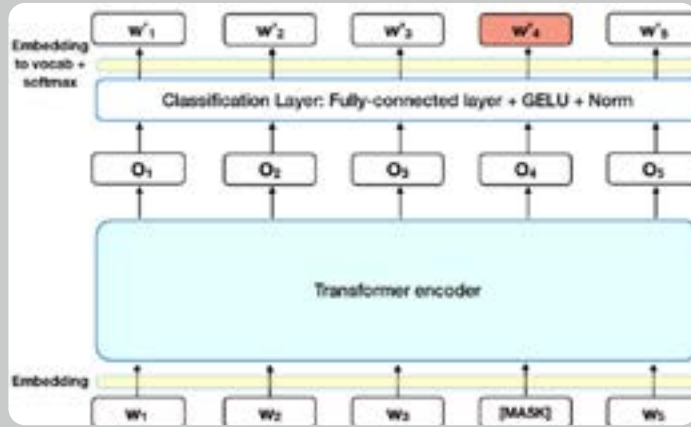 Embedding
to vocab +
softmax
w'₁ w'₂ w'₃ w'₄ w'₅
Classification Layer: Fully-connected layer + GELU + Norm
O₁ O₂ O₃ O₄ O₅
Transformer encoder
Embedding
W₁ W₂ W₃ [MASK] W₅